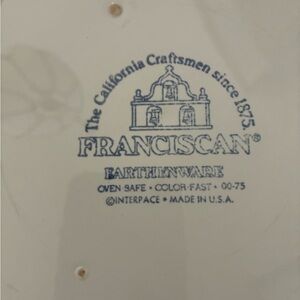 The California Craftsmen since 1875.
FRANCISCAN®
EARTHENWARE
OVEN-SAFE • COLOR-FAST • 00-75
©INTERPACE • MADE IN U.S.A.